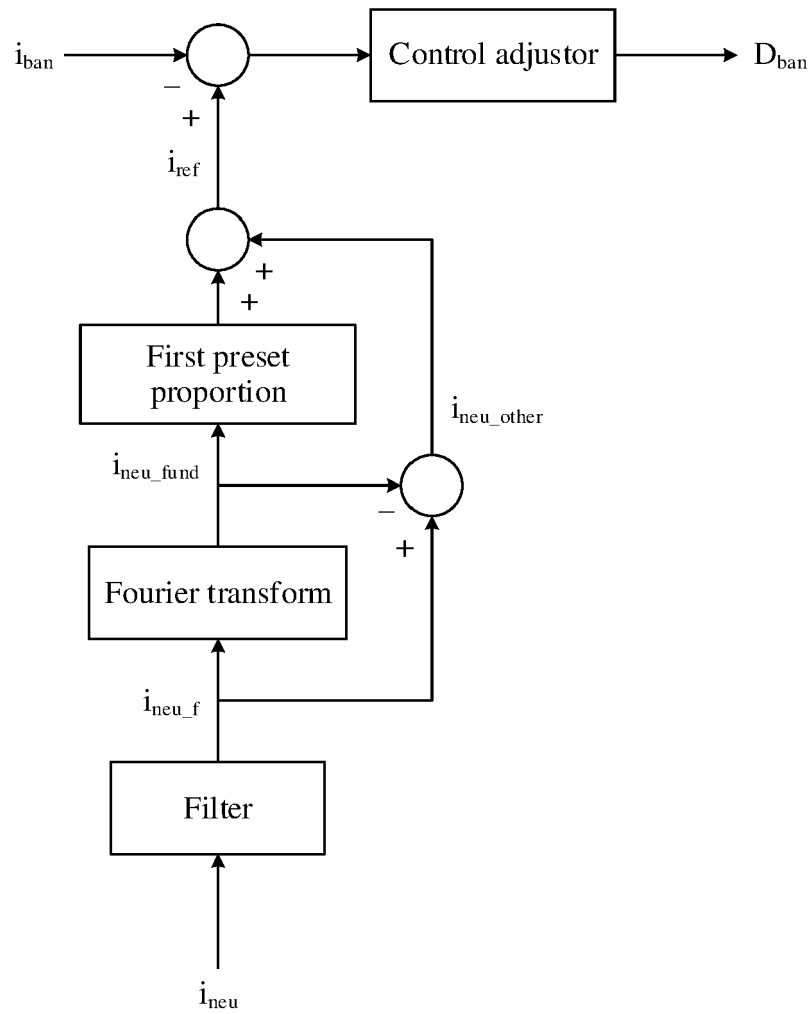 i_ban
Control adjustor
D_ban
−
+
i_ref
+
+
First preset
proportion
i_neu_other
i_neu_fund
−
+
Fourier transform
i_neu_f
Filter
i_neu